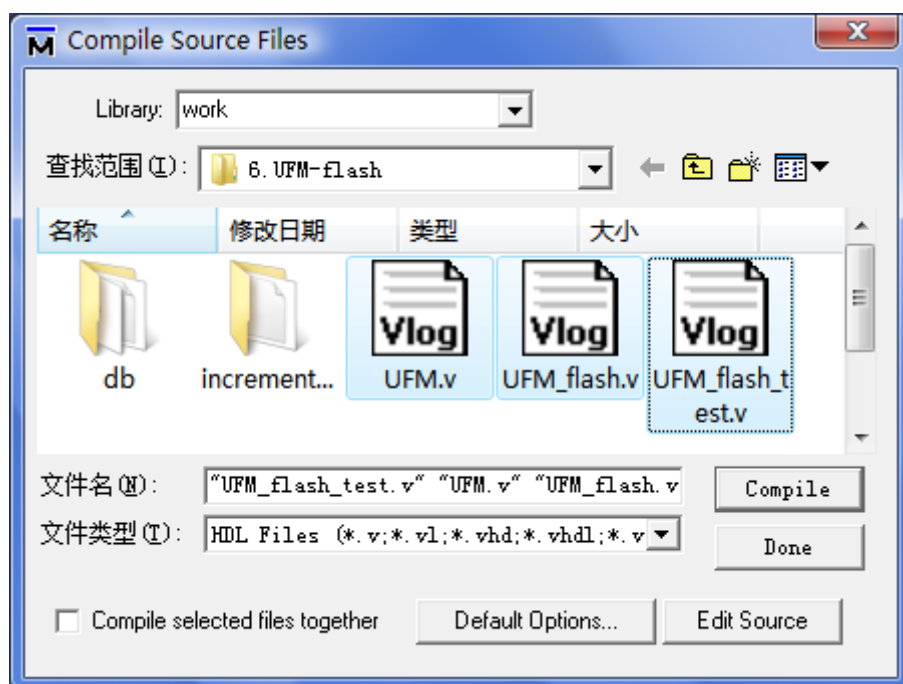 M Compile Source Files
Library: work
查找范围(I): 6.UFM-flash
名称 修改日期 类型 大小
Vlog Vlog Vlog
db increment... UFM.v UFM_flash.v UFM_flash_t
est.v
文件名(N): "UFM_flash_test.v" "UFM.v" "UFM_flash.v Compile
文件类型(T): HDL Files (*.v;*.vl;*.vhd;*.vhdl;*.v Done
Compile selected files together Default Options... Edit Source